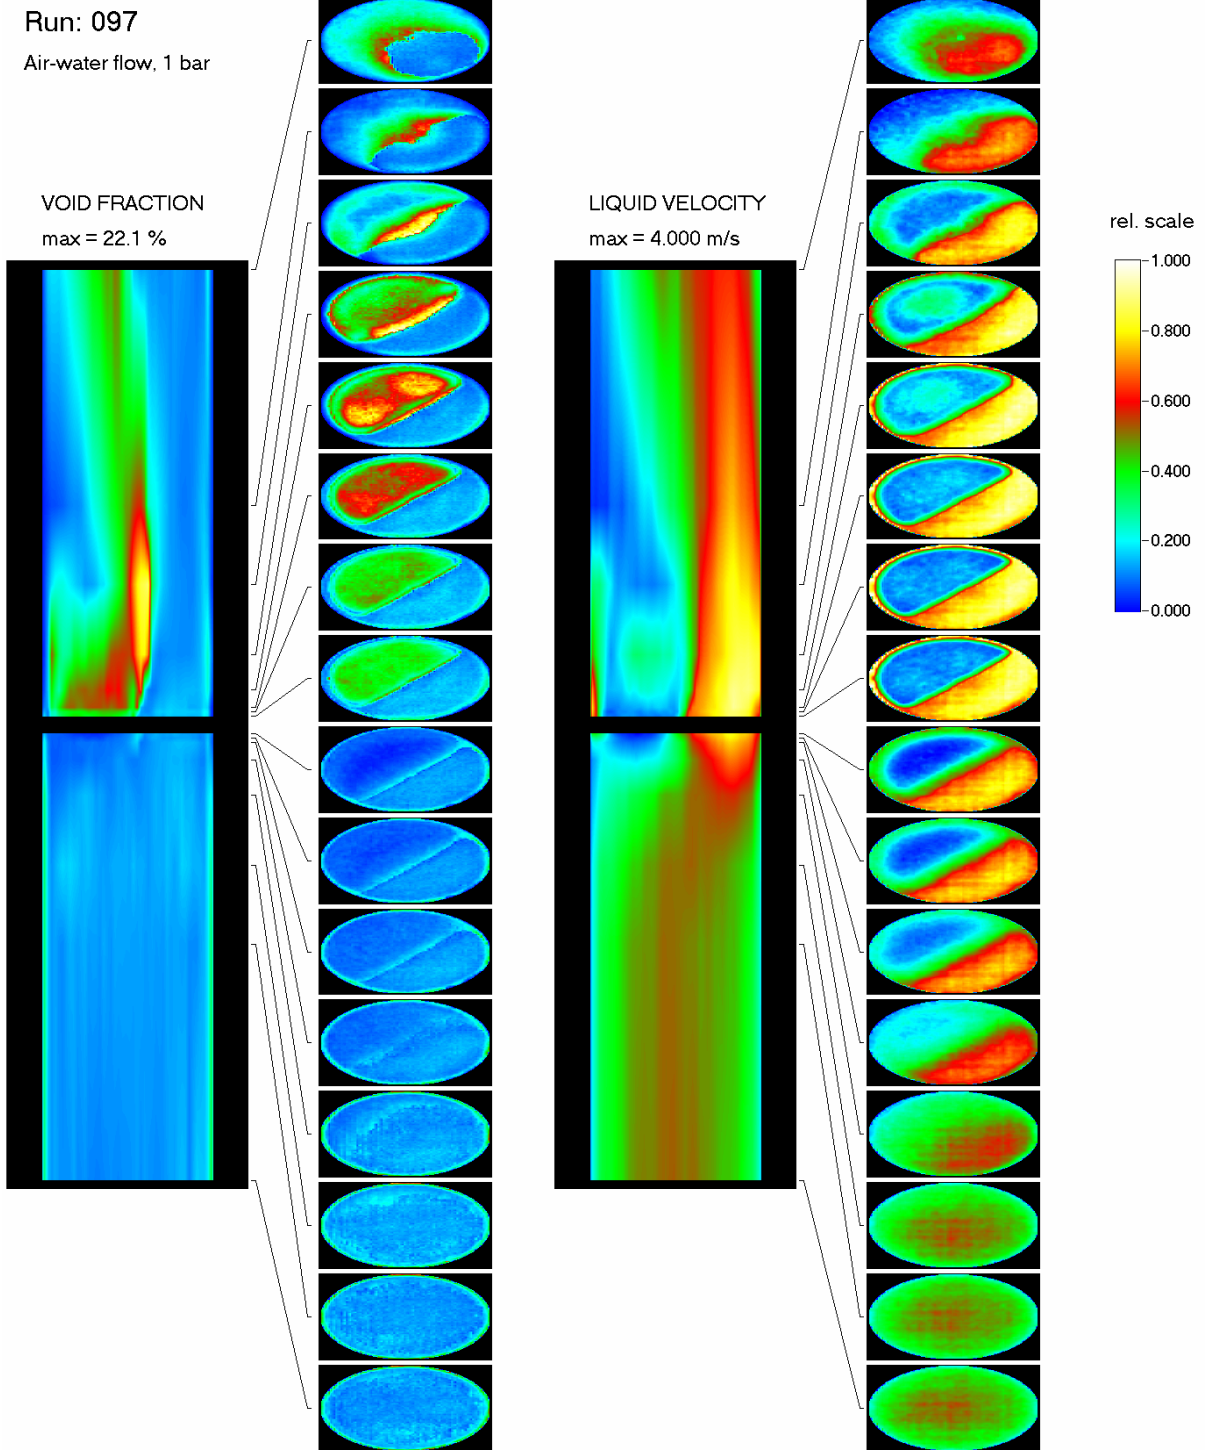 Run: 097
Air-water flow, 1 bar
VOID FRACTION
max = 22.1 %
LIQUID VELOCITY
max = 4.000 m/s
rel. scale
1.000
0.800
0.600
0.400
0.200
0.000